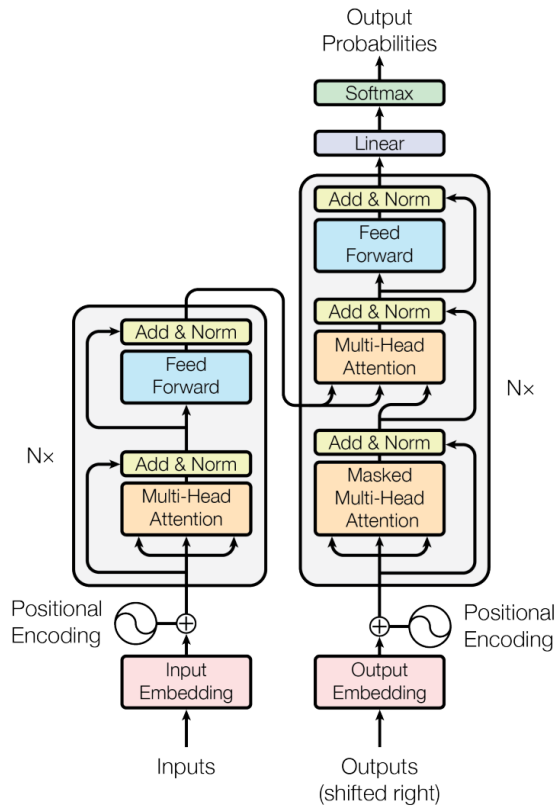 Output
Probabilities
Softmax
Linear
Add & Norm
Feed
Forward
Add & Norm
Multi-Head
Attention
Add & Norm
Masked
Multi-Head
Attention
N×
Add & Norm
Feed
Forward
Add & Norm
Multi-Head
Attention
N×
Positional
Encoding
Positional
Encoding
Input
Embedding
Output
Embedding
Inputs
Outputs
(shifted right)